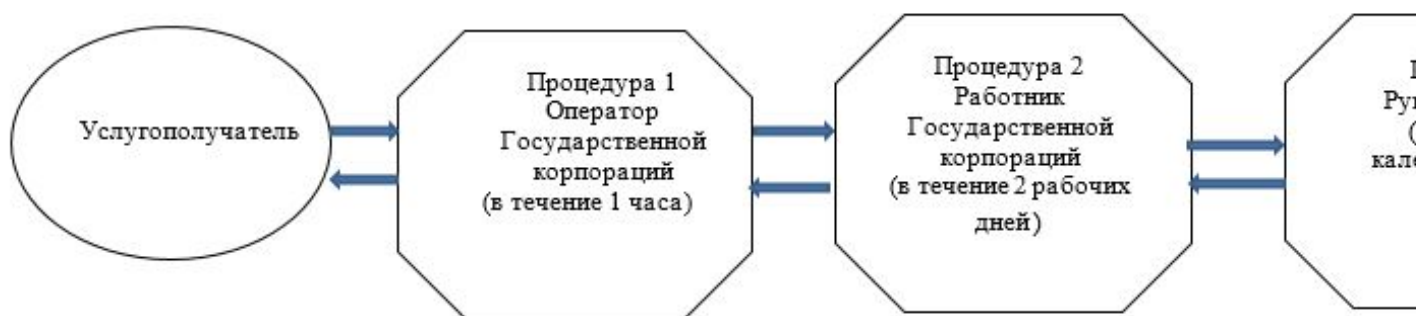 Услугополучатель
Процедура 1
Оператор
Государственной
корпораций
(в течение 1 часа)
Процедура 2
Работник
Государственной
корпораций
(в течение 2 рабочих
дней)